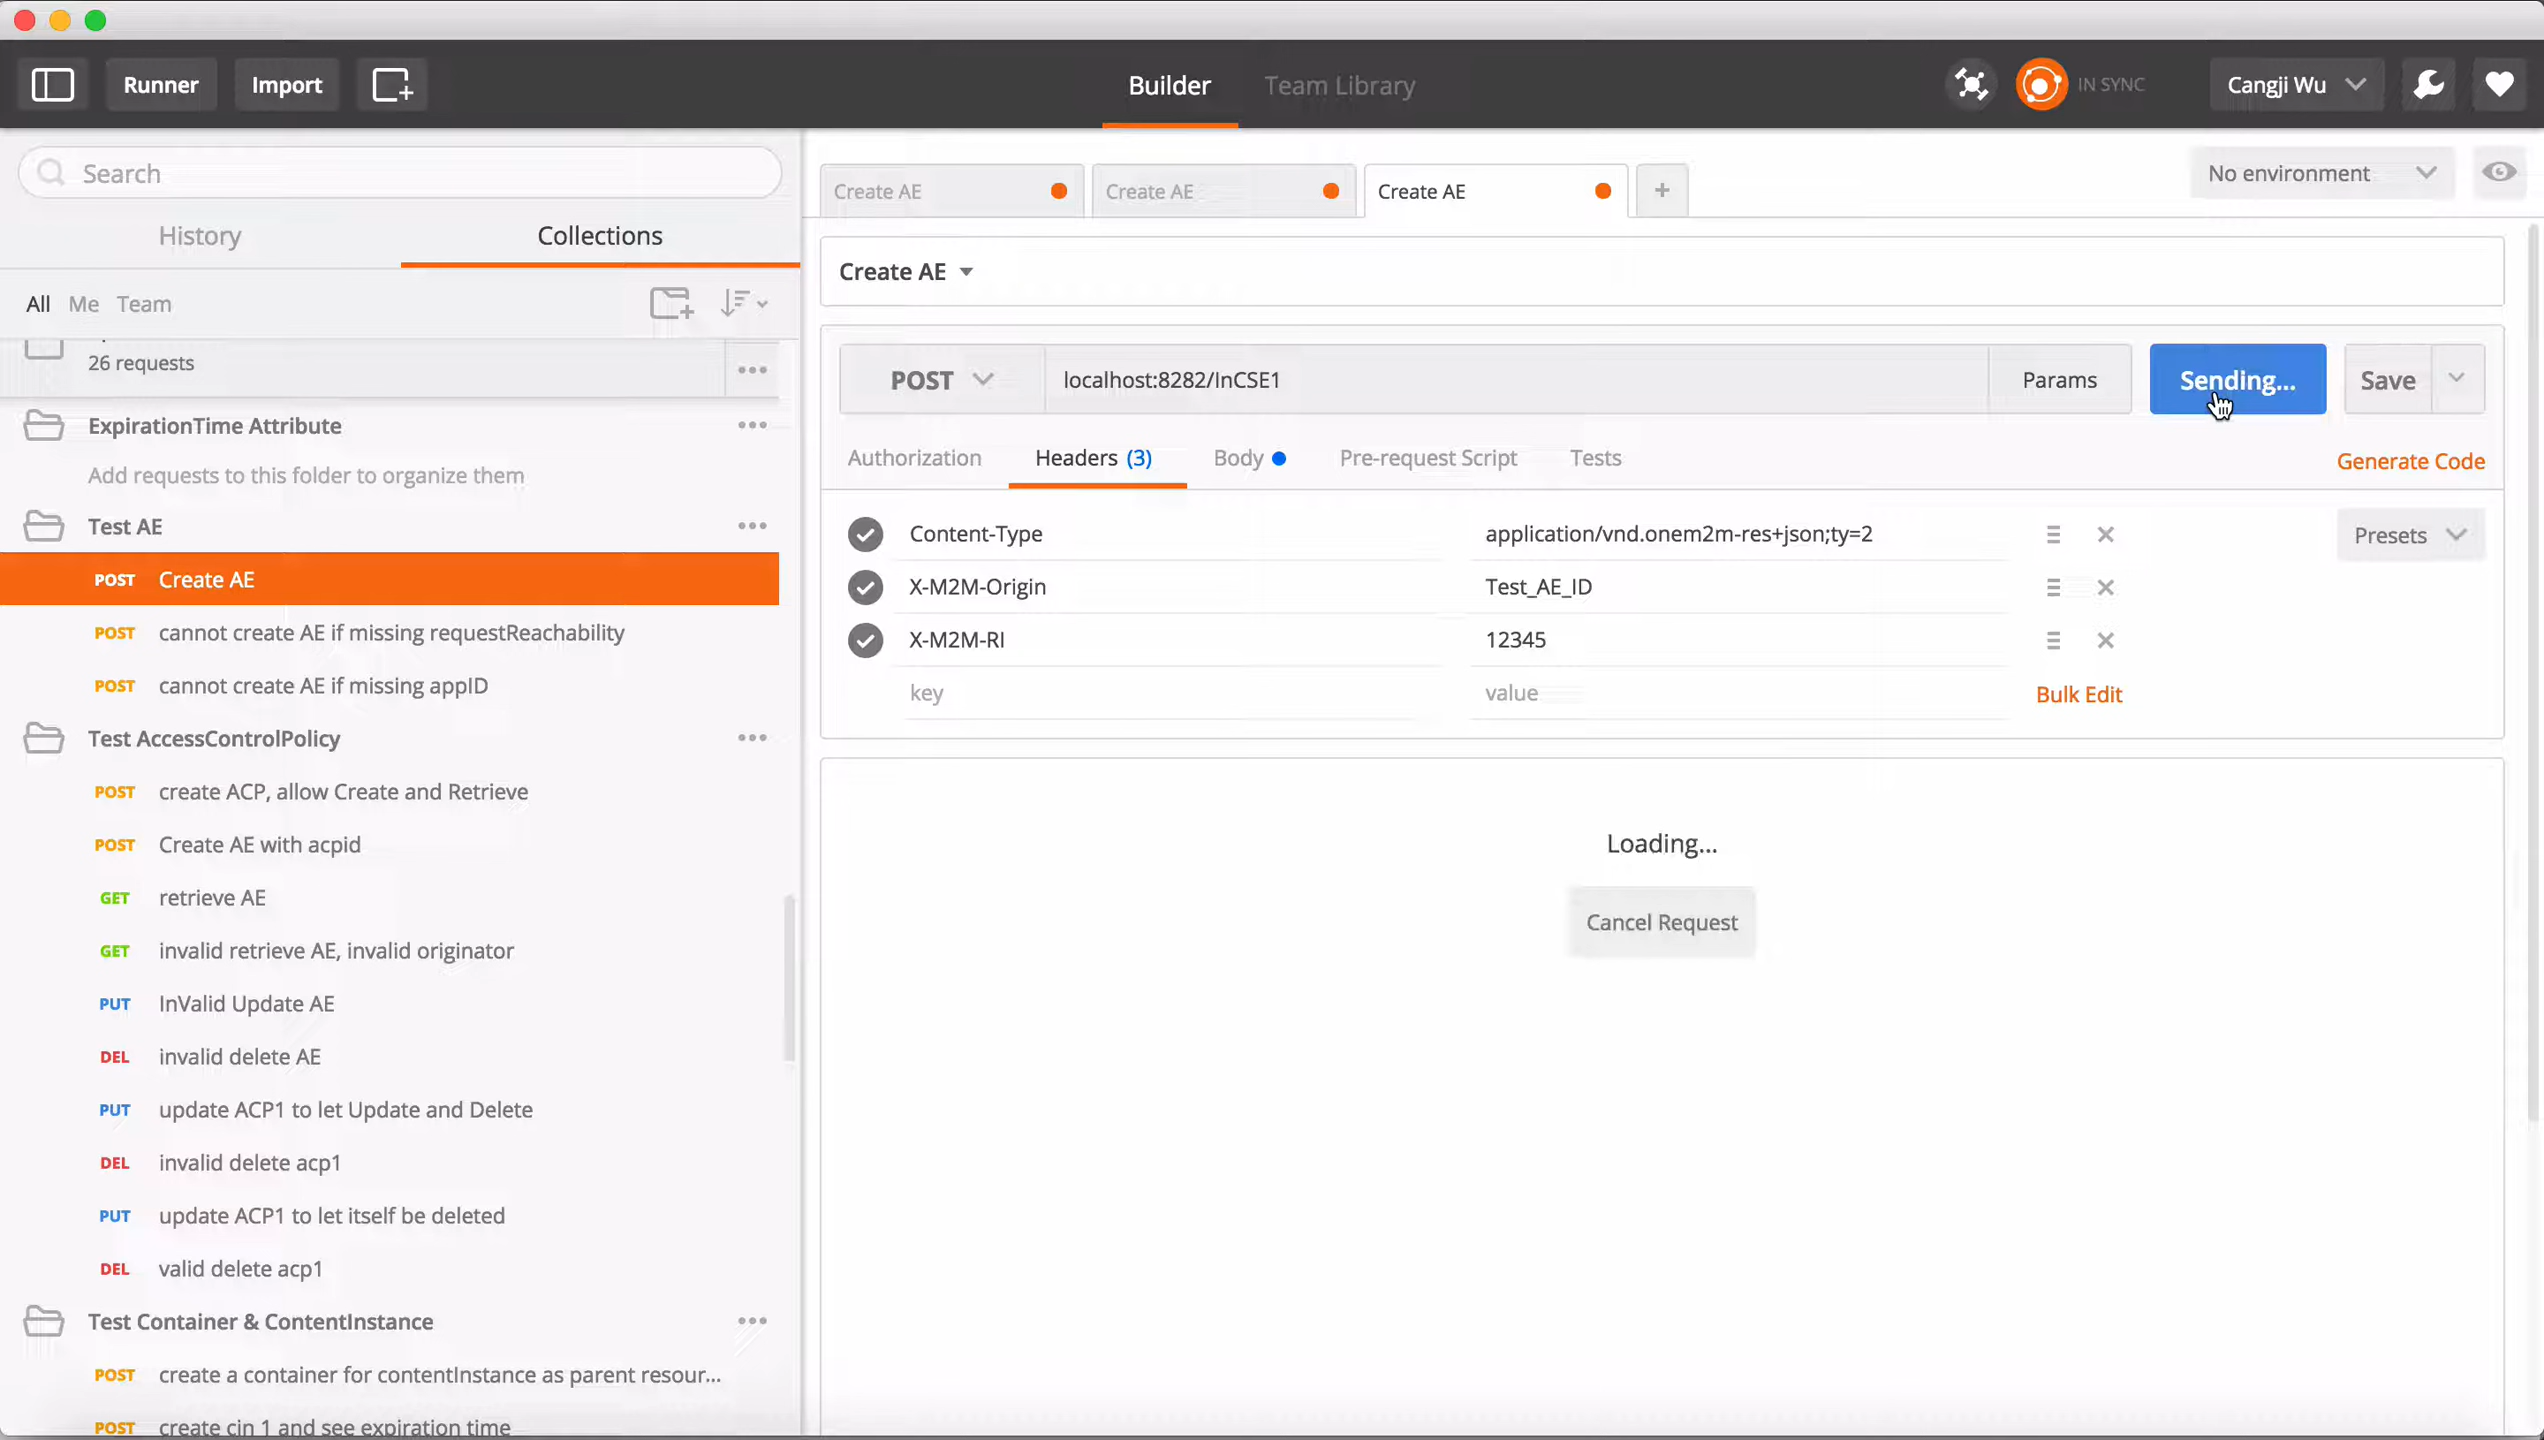 Runner
Import
Builder
Team Library
IN SYNC
Cangji Wu
Search
History
Collections
All Me Team
26 requests
ExpirationTime Attribute
Add requests to this folder to organize them
Test AE
POST Create AE
POST cannot create AE if missing requestReachability
POST cannot create AE if missing appID
Test AccessControlPolicy
POST create ACP, allow Create and Retrieve
POST Create AE with acpid
GET retrieve AE
GET invalid retrieve AE, invalid originator
PUT InValid Update AE
DEL invalid delete AE
PUT update ACP1 to let Update and Delete
DEL invalid delete acp1
PUT update ACP1 to let itself be deleted
DEL valid delete acp1
Test Container & ContentInstance
POST create a container for contentInstance as parent resour...
POST create cin 1 and see expiration time
Create AE
Create AE
Create AE
No environment
Create AE
POST
localhost:8282/InCSE1
Params
Sending...
Save
Authorization
Headers (3)
Body
Pre-request Script
Tests
Generate Code
Content-Type application/vnd.onem2m-res+json;ty=2
Presets
X-M2M-Origin Test_AE_ID
X-M2M-RI 12345
key value
Bulk Edit
Loading...
Cancel Request